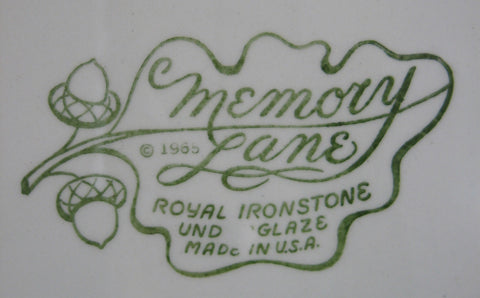 Memory
Lane
© 1965
ROYAL IRONSTONE
UND GLAZE
MADE IN U.S.A.